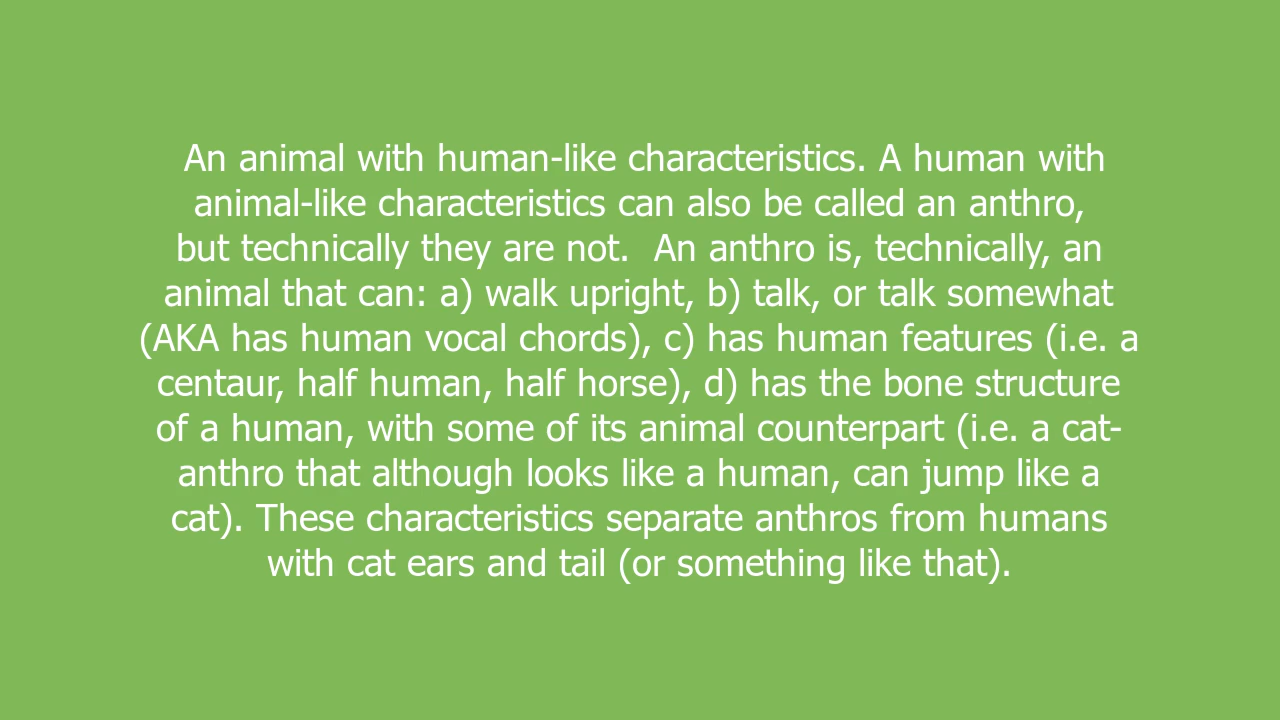 An animal with human-like characteristics. A human with
animal-like characteristics can also be called an anthro,
but technically they are not.  An anthro is, technically, an
animal that can: a) walk upright, b) talk, or talk somewhat
(AKA has human vocal chords), c) has human features (i.e. a
centaur, half human, half horse), d) has the bone structure
of a human, with some of its animal counterpart (i.e. a cat-
anthro that although looks like a human, can jump like a
cat). These characteristics separate anthros from humans
with cat ears and tail (or something like that).